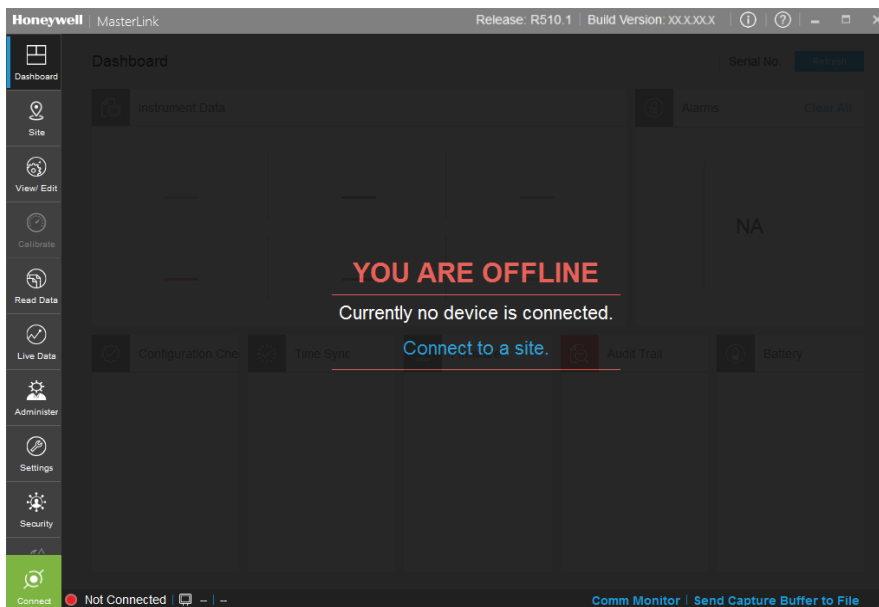 Honeywell | MasterLink Release: R510.1 | Build Version: XX.X.XX.X
Dashboard
Site
View/ Edit
Calibrate
Read Data
Live Data
Administer
Settings
Security
Connect
Dashboard Serial No. Refresh
Instrument Data Alarms Clear All
NA
YOU ARE OFFLINE
Currently no device is connected.
Connect to a site.
Configuration Che Time Sync Audit Trail Battery
Not Connected | -- | --
Comm Monitor | Send Capture Buffer to File